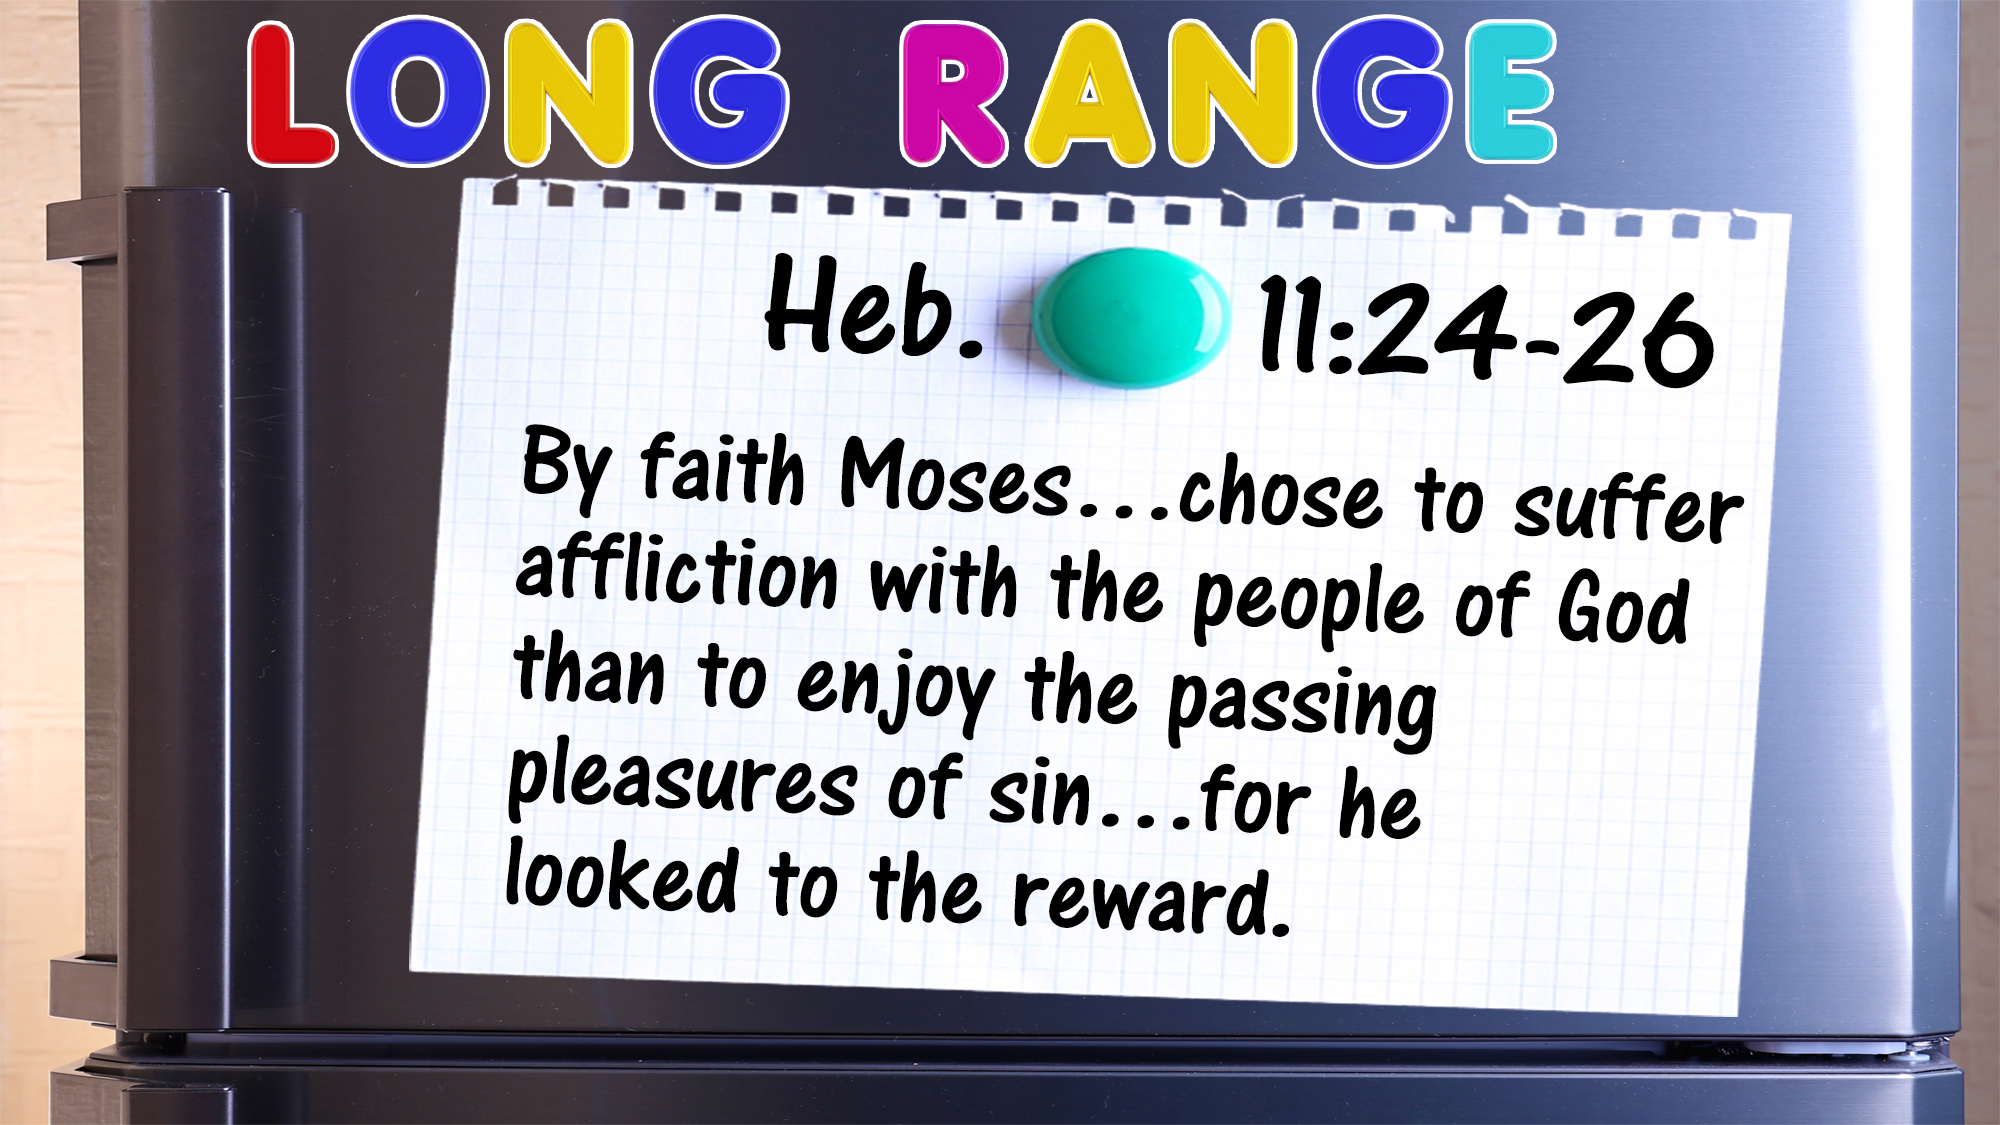 LONG RANGE
Heb. 11:24-26
By faith Moses...chose to suffer
affliction with the people of God
than to enjoy the passing
pleasures of sin...for he
looked to the reward.